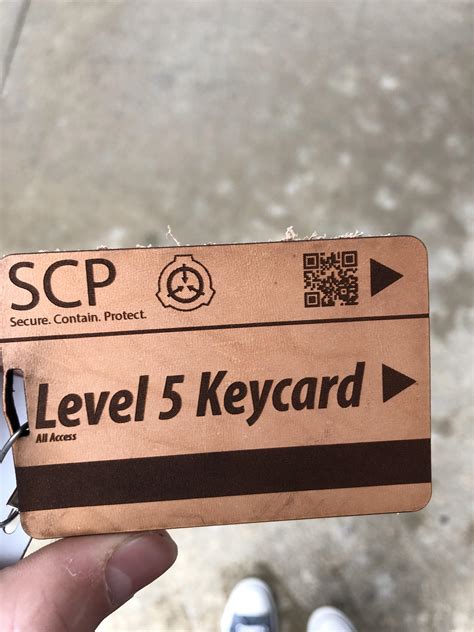 SCP
Secure. Contain. Protect.
Level 5 Keycard
All Access